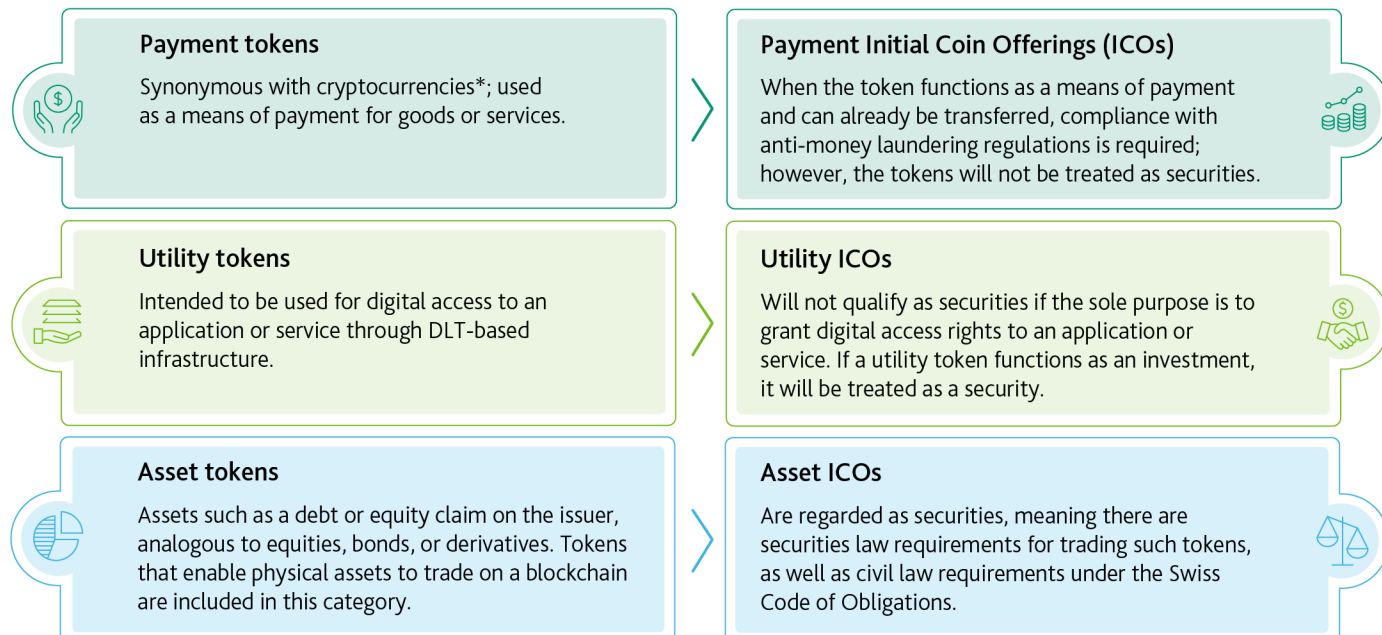 Payment tokens
Synonymous with cryptocurrencies*; used
as a means of payment for goods or services.
Payment Initial Coin Offerings (ICOs)
When the token functions as a means of payment
and can already be transferred, compliance with
anti-money laundering regulations is required;
however, the tokens will not be treated as securities.
Utility tokens
Intended to be used for digital access to an
application or service through DLT-based
infrastructure.
Utility ICOs
Will not qualify as securities if the sole purpose is to
grant digital access rights to an application or
service. If a utility token functions as an investment,
it will be treated as a security.
Asset tokens
Assets such as a debt or equity claim on the issuer,
analogous to equities, bonds, or derivatives. Tokens
that enable physical assets to trade on a blockchain
are included in this category.
Asset ICOs
Are regarded as securities, meaning there are
securities law requirements for trading such tokens,
as well as civil law requirements under the Swiss
Code of Obligations.